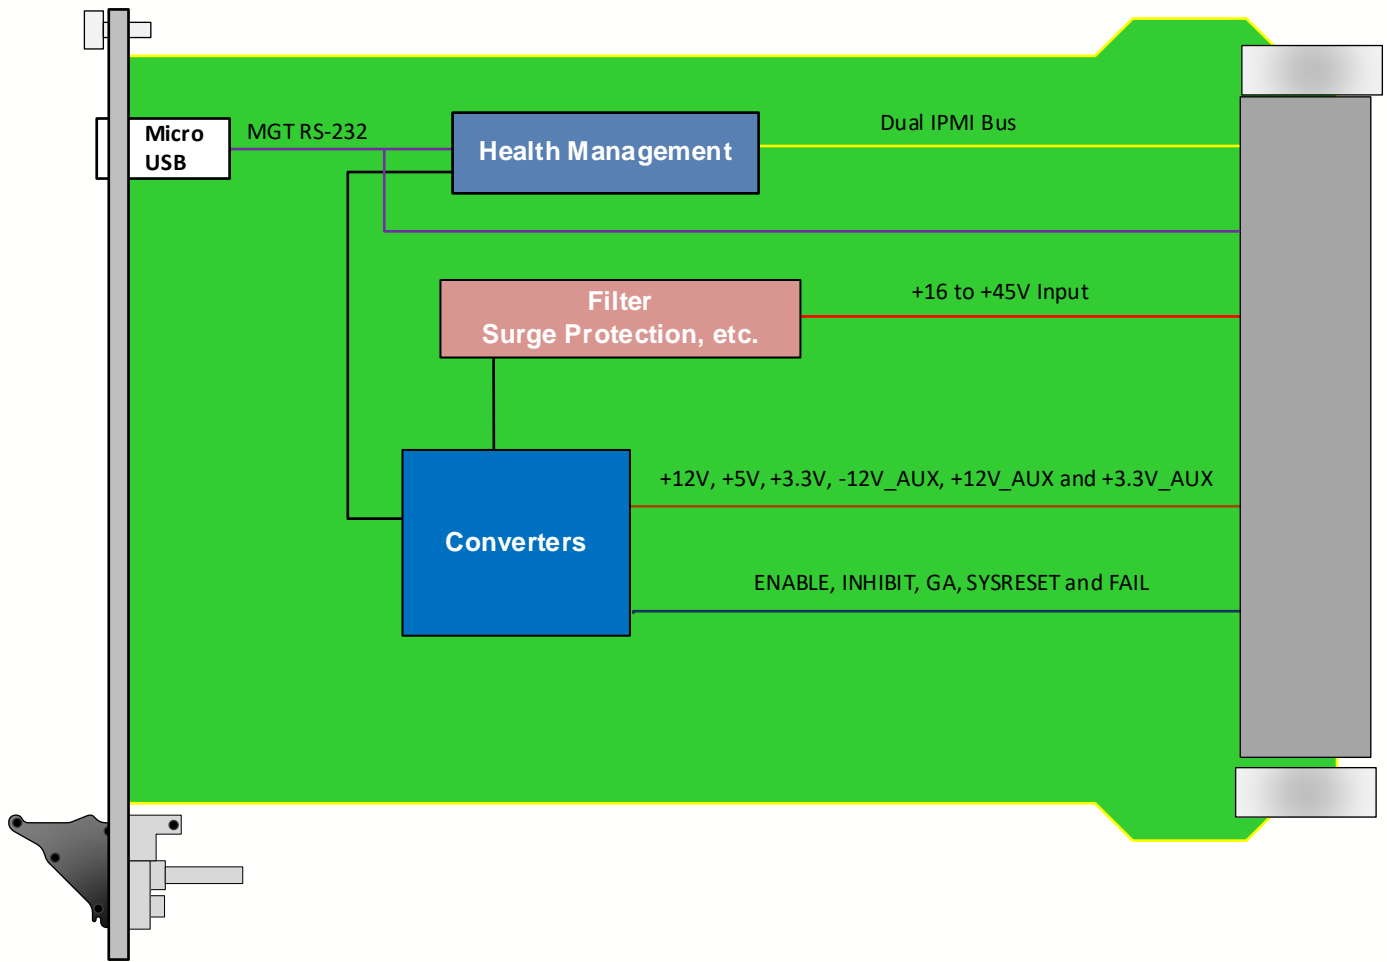 Micro
USB
MGT RS-232
Health Management
Dual IPMI Bus
Filter
Surge Protection, etc.
+16 to +45V Input
+12V, +5V, +3.3V, -12V_AUX, +12V_AUX and +3.3V_AUX
Converters
ENABLE, INHIBIT, GA, SYSRESET and FAIL